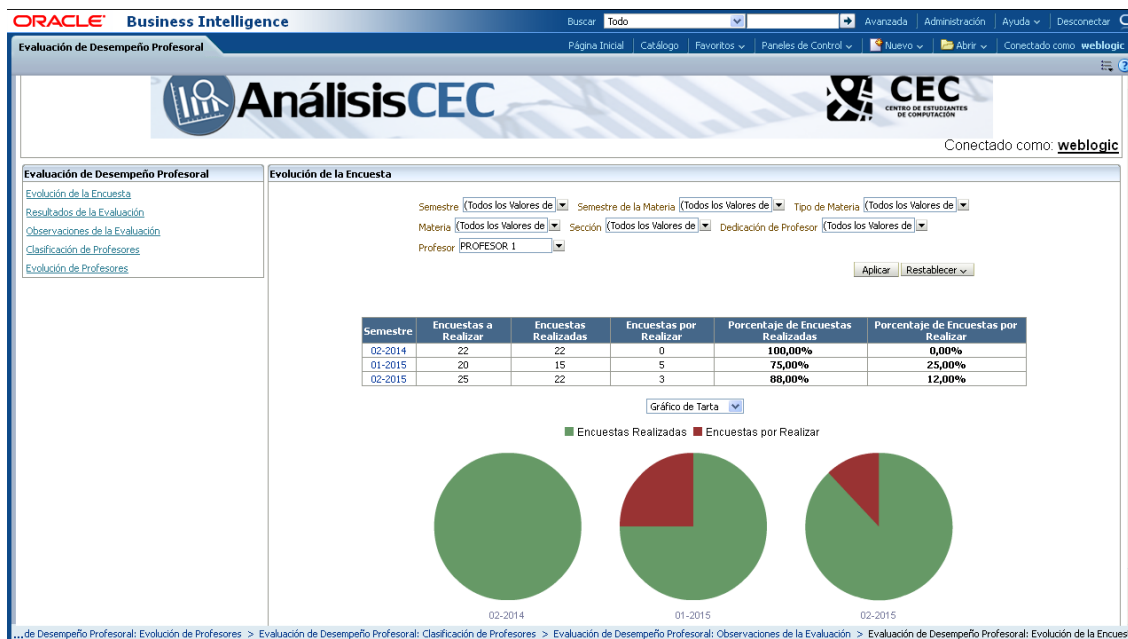 ORACLE Business Intelligence
Buscar Todo Avanzada Administración Ayuda Desconectar
Evaluación de Desempeño Profesoral
Página Inicial Catálogo Favoritos Paneles de Control Nuevo Abrir Conectado como weblogic
AnálisisCEC
CEC
CENTRO DE ESTUDIANTES
DE COMPUTACIÓN
Conectado como: weblogic
Evaluación de Desempeño Profesoral
Evolución de la Encuesta
Resultados de la Evaluación
Observaciones de la Evaluación
Clasificación de Profesores
Evolución de Profesores
Evolución de la Encuesta
Semestre (Todos los Valores de Semestre de la Materia (Todos los Valores de Tipo de Materia (Todos los Valores de
Materia (Todos los Valores de Sección (Todos los Valores de Dedicación de Profesor (Todos los Valores de
Profesor PROFESOR 1
Aplicar Restablecer
Semestre Encuestas a Realizar Encuestas Realizadas Encuestas por Realizar Porcentaje de Encuestas Realizadas Porcentaje de Encuestas por Realizar
02-2014 22 22 0 100,00% 0,00%
01-2015 20 15 5 75,00% 25,00%
02-2015 25 22 3 88,00% 12,00%
Gráfico de Tarta
Encuestas Realizadas Encuestas por Realizar
02-2014 01-2015 02-2015
...de Desempeño Profesoral: Evolución de Profesores > Evaluación de Desempeño Profesoral: Clasificación de Profesores > Evaluación de Desempeño Profesoral: Observaciones de la Evaluación > Evaluación de Desempeño Profesoral: Evolución de la Encues